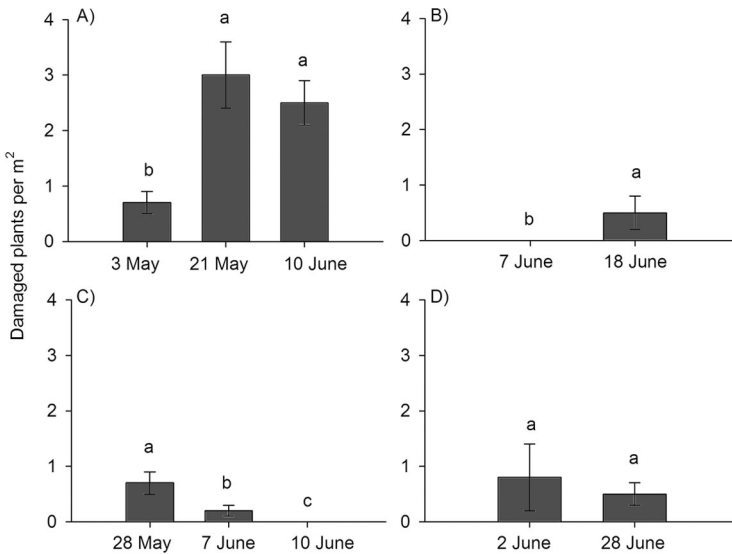 Damaged plants per m²
A)
4
3
2
1
0
b
a
a
3 May 21 May 10 June
B)
4
3
2
1
0
b
a
7 June 18 June
C)
4
3
2
1
0
a
b
c
28 May 7 June 10 June
D)
4
3
2
1
0
a
a
2 June 28 June